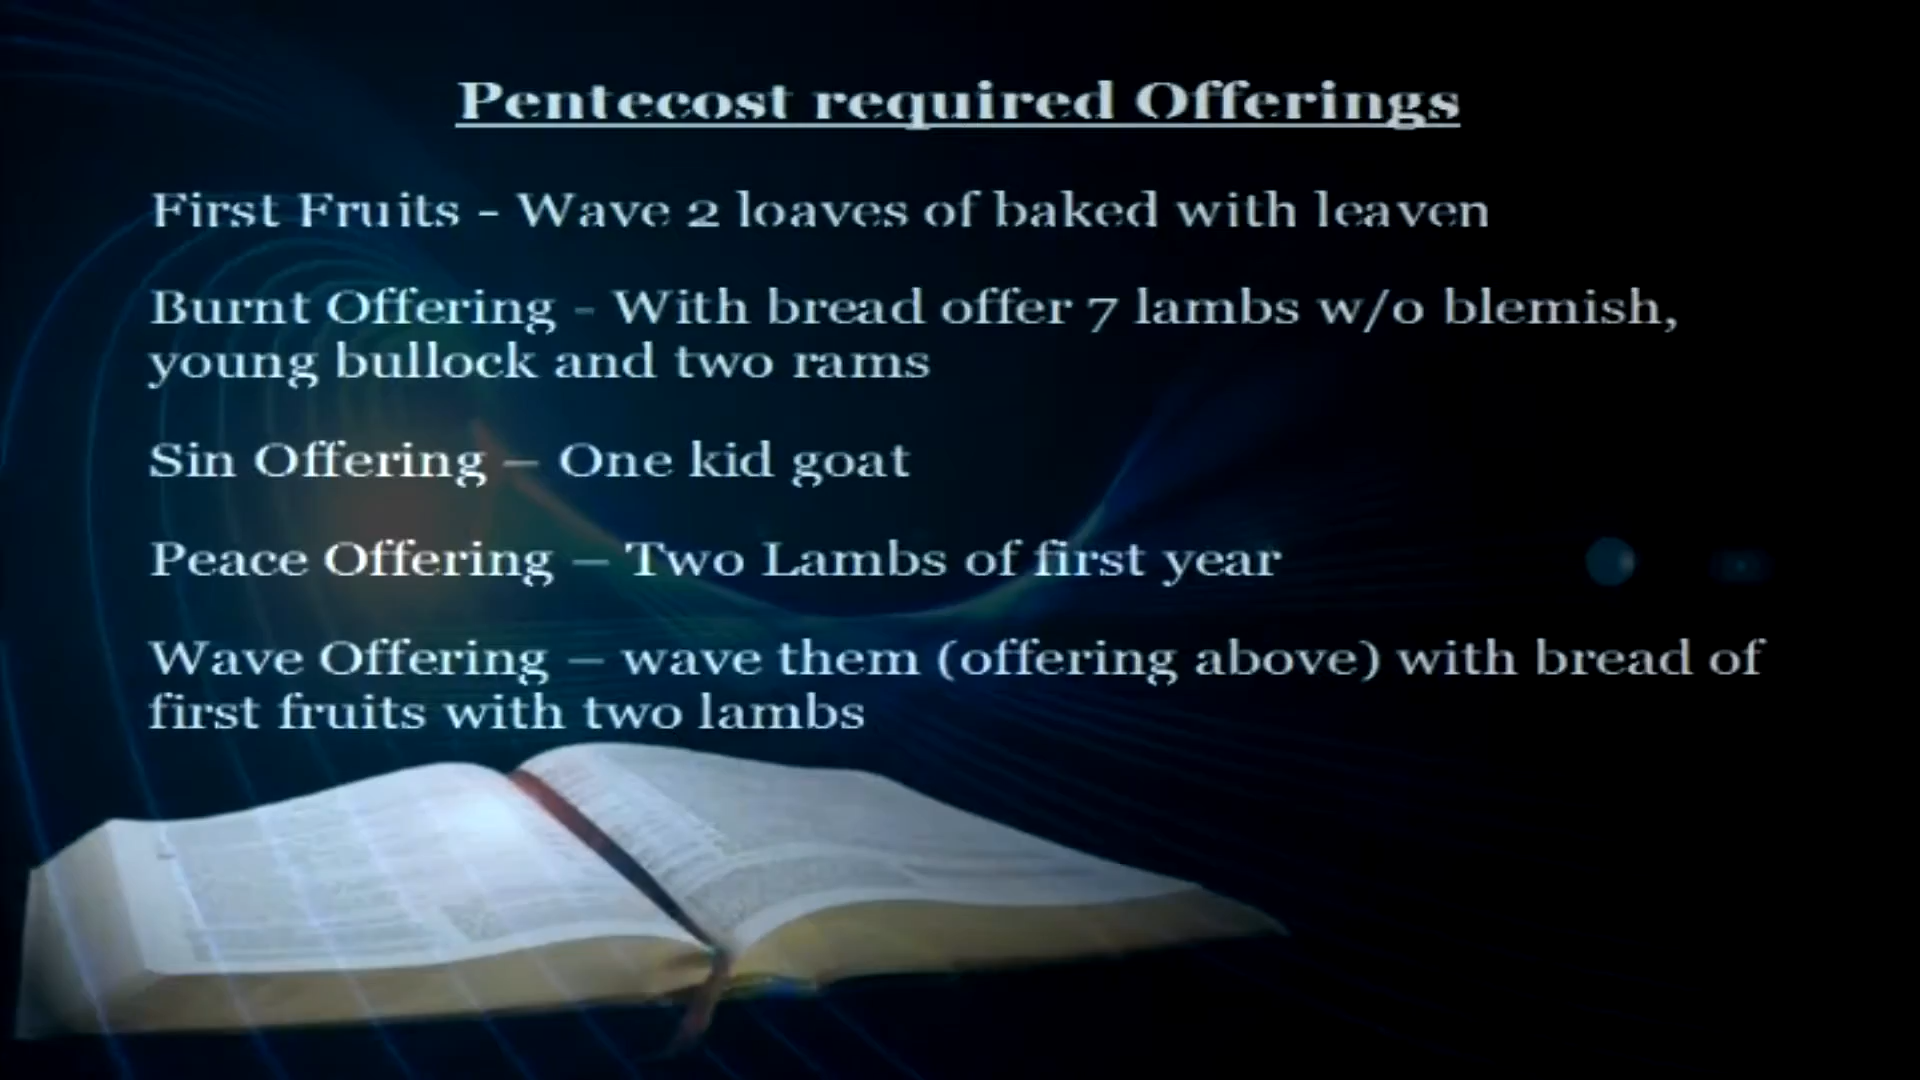 Pentecost required Offerings
First Fruits - Wave 2 loaves of baked with leaven
Burnt Offering - With bread offer 7 lambs w/o blemish,
young bullock and two rams
Sin Offering – One kid goat
Peace Offering – Two Lambs of first year
Wave Offering – wave them (offering above) with bread of
first fruits with two lambs